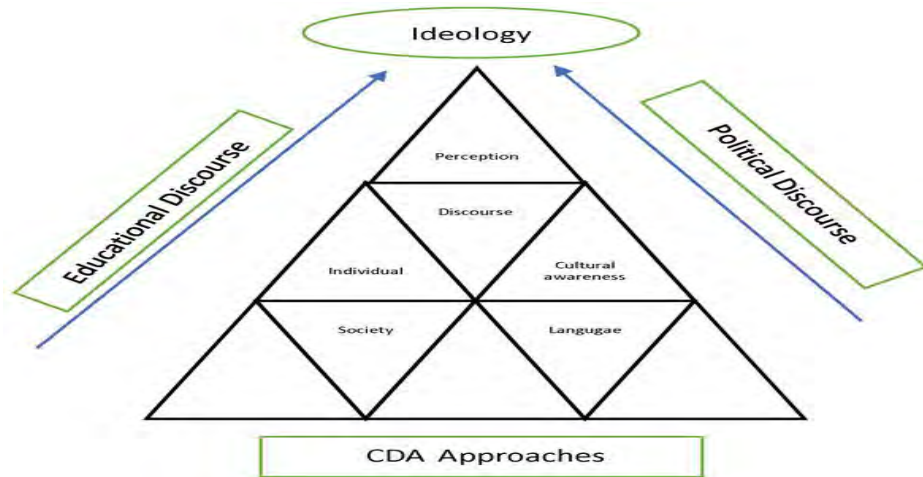 Ideology
Educational Discourse
Political Discourse
Perception
Discourse
Individual
Cultural
awareness
Society
Langugae
CDA Approaches